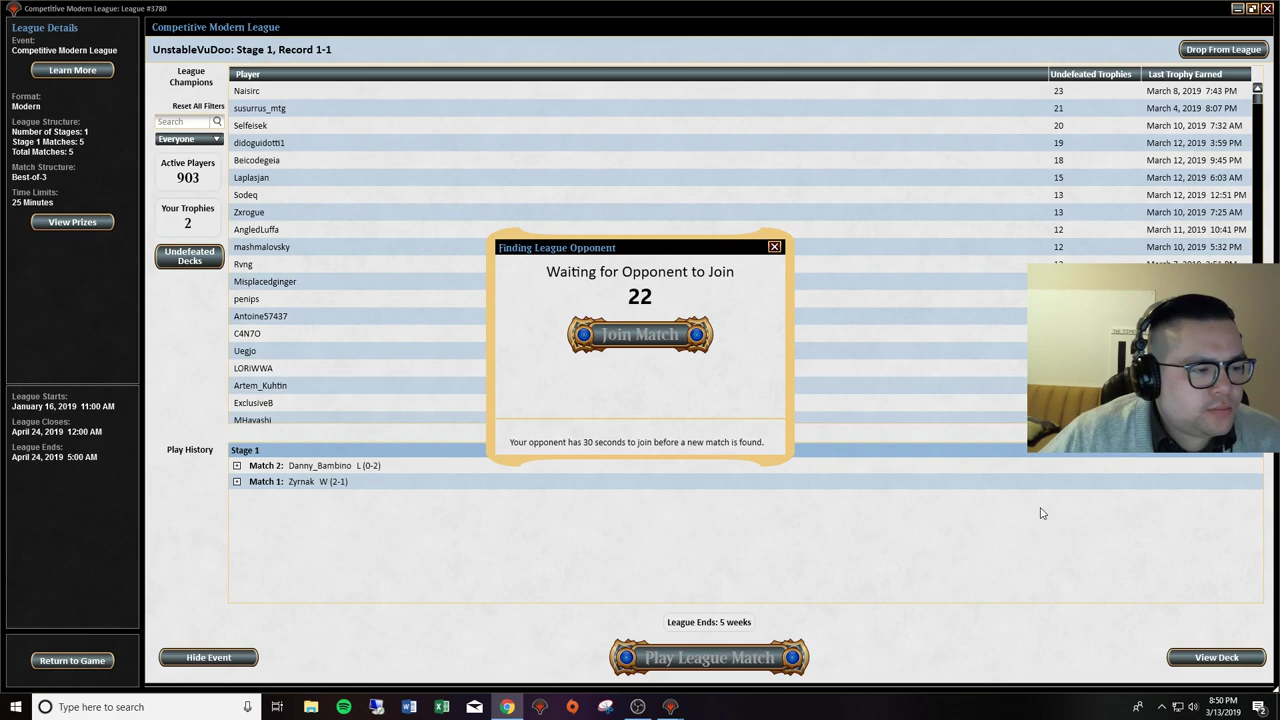 Competitive Modern League: League #3780
League Details
Event:
Competitive Modern League
Learn More
Format:
Modern
League Structure:
Number of Stages: 1
Stage 1 Matches: 5
Total Matches: 5
Match Structure:
Best-of-3
Time Limits:
25 Minutes
View Prizes
League Starts:
January 16, 2019 11:00 AM
League Closes:
April 24, 2019 12:00 AM
League Ends:
April 24, 2019 5:00 AM
Return to Game
Competitive Modern League
UnstableVuDoo: Stage 1, Record 1-1
Drop From League
League
Champions
Reset All Filters
Search
Everyone
Active Players
903
Your Trophies
2
Undefeated
Decks
Player Undefeated Trophies Last Trophy Earned
Naisirc 23 March 8, 2019 7:43 PM
susurrus_mtg 21 March 4, 2019 8:07 PM
Selfeisek 20 March 10, 2019 7:32 AM
didoguidotti1 19 March 12, 2019 3:59 PM
Beicodegeia 18 March 12, 2019 9:45 PM
Laplasjan 15 March 12, 2019 6:03 AM
Sodeq 13 March 12, 2019 12:51 PM
Zxrogue 13 March 10, 2019 7:25 AM
AngledLuffa 12 March 11, 2019 10:41 PM
mashmalovsky 12 March 10, 2019 5:32 PM
Rvng
Misplacedginger
penips
Antoine57437
C4N7O
Uegjo
LORiWWA
Artem_Kuhtin
ExclusiveB
MHayashi
Finding League Opponent
Waiting for Opponent to Join
22
Join Match
Your opponent has 30 seconds to join before a new match is found.
Play History
Stage 1
Match 2: Danny_Bambino L (0-2)
Match 1: Zyrnak W (2-1)
League Ends: 5 weeks
Hide Event
Play League Match
View Deck
Type here to search
8:50 PM
3/13/2019